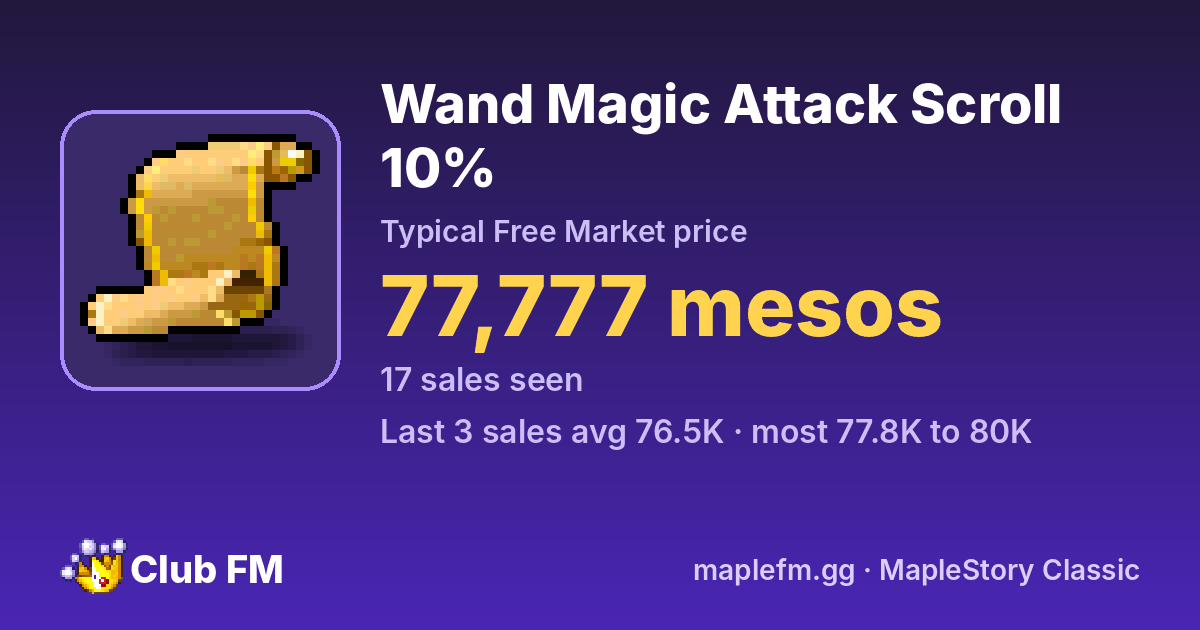 Wand Magic Attack Scroll
10%
Typical Free Market price
77,777 mesos
17 sales seen
Last 3 sales avg 76.5K · most 77.8K to 80K
Club FM
maplefm.gg · MapleStory Classic